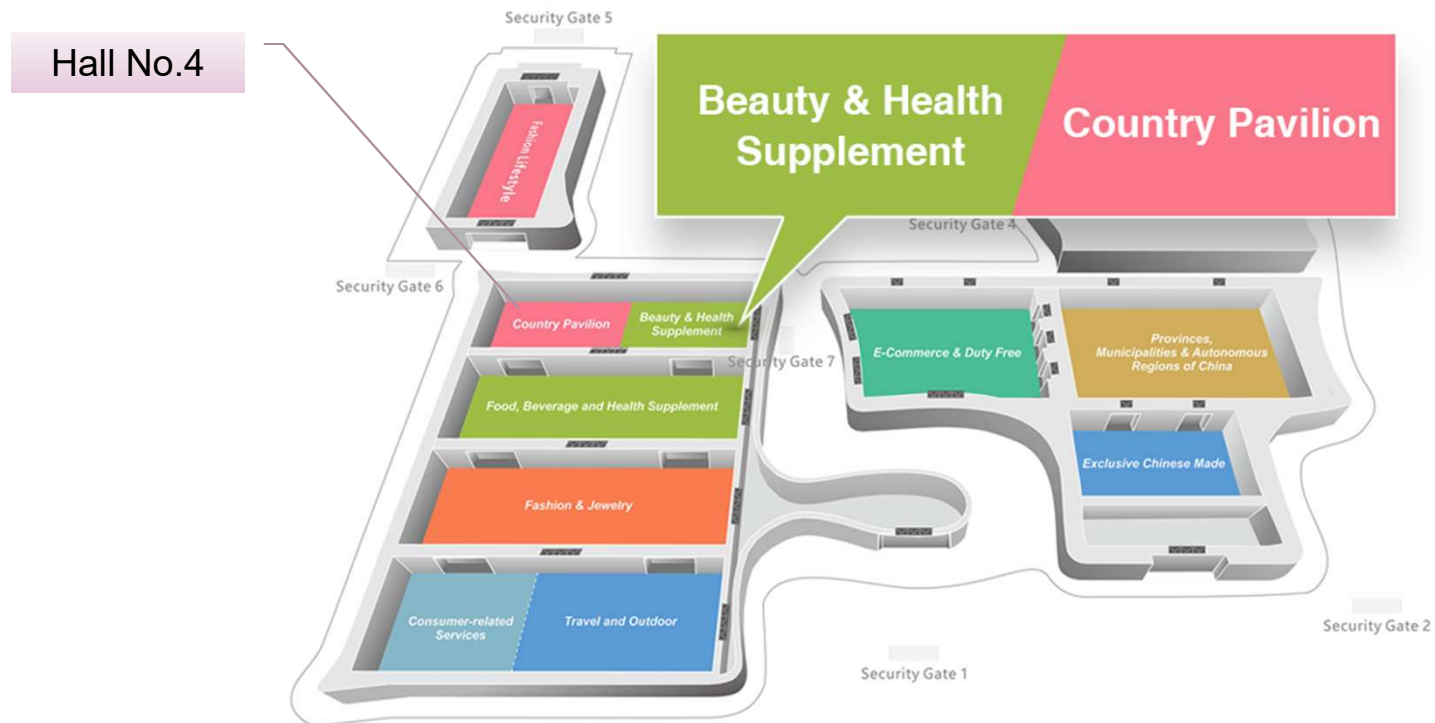 Security Gate 5
Hall No.4
Beauty & Health
Supplement
Country Pavilion
Fashion Lifestyle
Security Gate 4
Security Gate 6
Country Pavilion
Beauty & Health
Supplement
Security Gate 7
E-Commerce & Duty Free
Provinces,
Municipalities & Autonomous
Regions of China
Food, Beverage and Health Supplement
Exclusive Chinese Made
Fashion & Jewelry
Consumer-related
Services
Travel and Outdoor
Security Gate 2
Security Gate 1